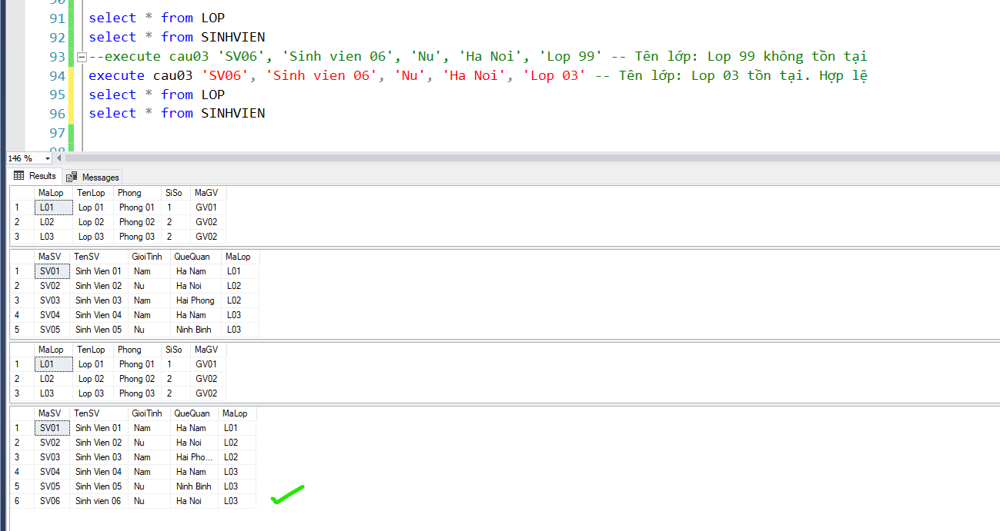 90
91 select * from LOP
92 select * from SINHVIEN
93 --execute cau03 'SV06', 'Sinh vien 06', 'Nu', 'Ha Noi', 'Lop 99' -- Tên lớp: Lop 99 không tồn tại
94 execute cau03 'SV06', 'Sinh vien 06', 'Nu', 'Ha Noi', 'Lop 03' -- Tên lớp: Lop 03 tồn tại. Hợp lệ
95 select * from LOP
96 select * from SINHVIEN
97
98
146 %
Results Messages
MaLop TenLop Phong SiSo MaGV
1 L01 Lop 01 Phong 01 1 GV01
2 L02 Lop 02 Phong 02 2 GV02
3 L03 Lop 03 Phong 03 2 GV02
MaSV TenSV GioiTinh QueQuan MaLop
1 SV01 Sinh Vien 01 Nam Ha Nam L01
2 SV02 Sinh Vien 02 Nu Ha Noi L02
3 SV03 Sinh Vien 03 Nam Hai Phong L02
4 SV04 Sinh Vien 04 Nam Ha Nam L03
5 SV05 Sinh Vien 05 Nu Ninh Binh L03
MaLop TenLop Phong SiSo MaGV
1 L01 Lop 01 Phong 01 1 GV01
2 L02 Lop 02 Phong 02 2 GV02
3 L03 Lop 03 Phong 03 2 GV02
MaSV TenSV GioiTinh QueQuan MaLop
1 SV01 Sinh Vien 01 Nam Ha Nam L01
2 SV02 Sinh Vien 02 Nu Ha Noi L02
3 SV03 Sinh Vien 03 Nam Hai Pho... L02
4 SV04 Sinh Vien 04 Nam Ha Nam L03
5 SV05 Sinh Vien 05 Nu Ninh Binh L03
6 SV06 Sinh vien 06 Nu Ha Noi L03